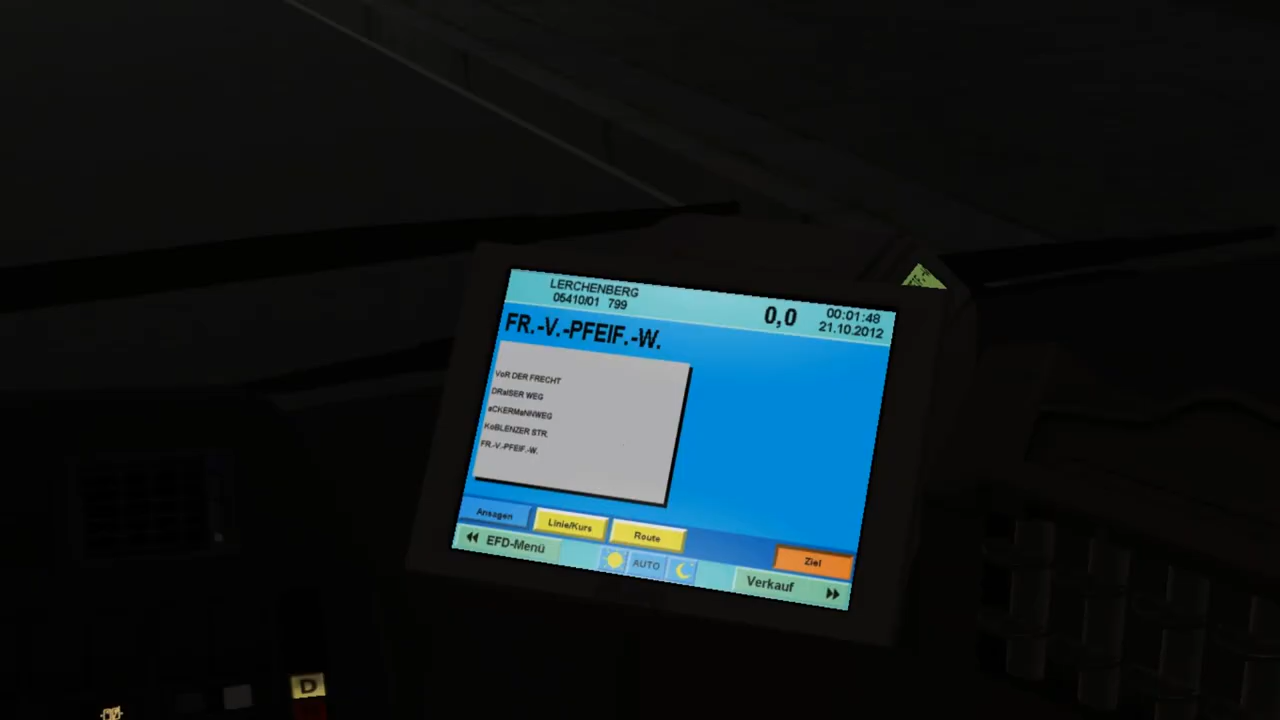 LERCHENBERG
05410/01 799
0,0
00:01:48
21.10.2012
FR.-V.-PFEIF.-W.
VoR DER FRECHT
DRaISER WEG
aCKERMaNNWEG
KoBLENZER STR.
FR.-V.-PFEIF.-W.
Ansagen
Linie/Kurs
Route
Ziel
EFD-Menü
AUTO
Verkauf
D